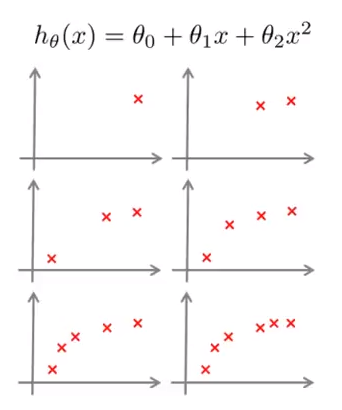 hθ(x) = θ0 + θ1x + θ2x²